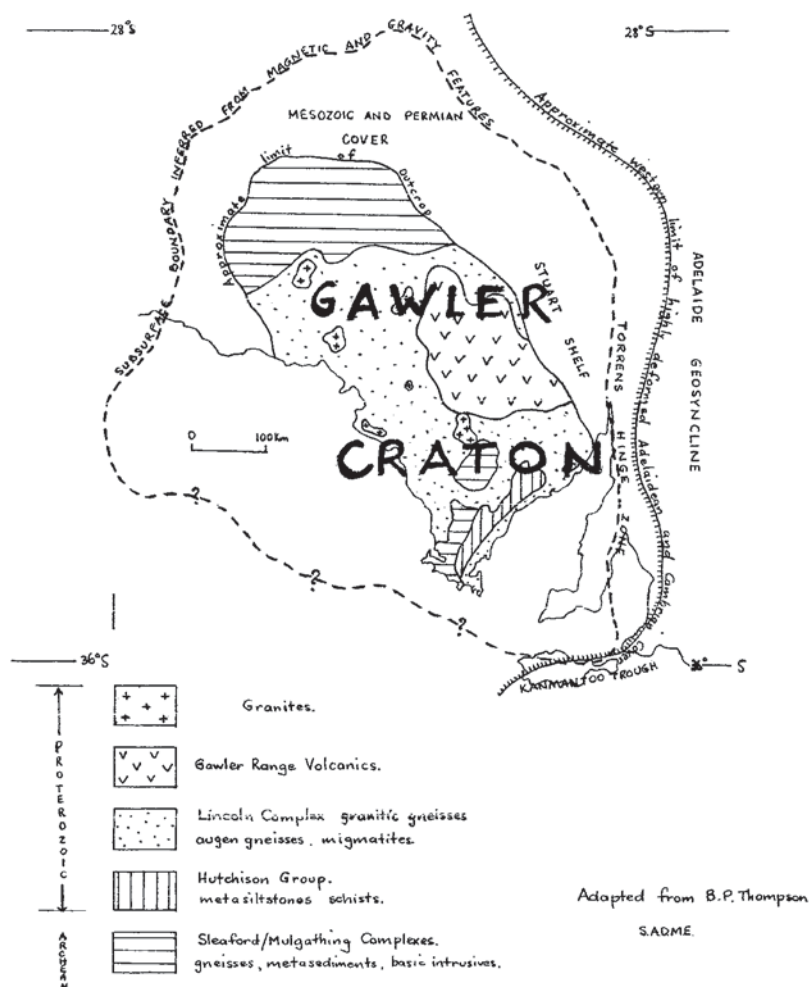 28°S
28°S
SUBSURFACE BOUNDARY INFERRED FROM MAGNETIC AND GRAVITY FEATURES
Approximate western limit of highly deformed Adelaidean and Cambrian Cover
MESOZOIC AND PERMIAN
COVER
Approximate limit of Outcrop
ADELAIDE GEOSYNCLINE
STUART SHELF
GAWLER
TORRENS HINGE ZONE
0 100Km
CRATON
?
?
?
36°S
36° S
KANMANTOO TROUGH
PROTEROZOIC
Granites.
Gawler Range Volcanics.
Lincoln Complex granitic gneisses
augen gneisses, migmatites.
Hutchison Group.
metasiltstones schists.
Adapted from B.P. Thompson
S.A.D.M.E.
ARCHEAN
Sleaford/Mulgathing Complexes.
gneisses, metasediments, basic intrusives.